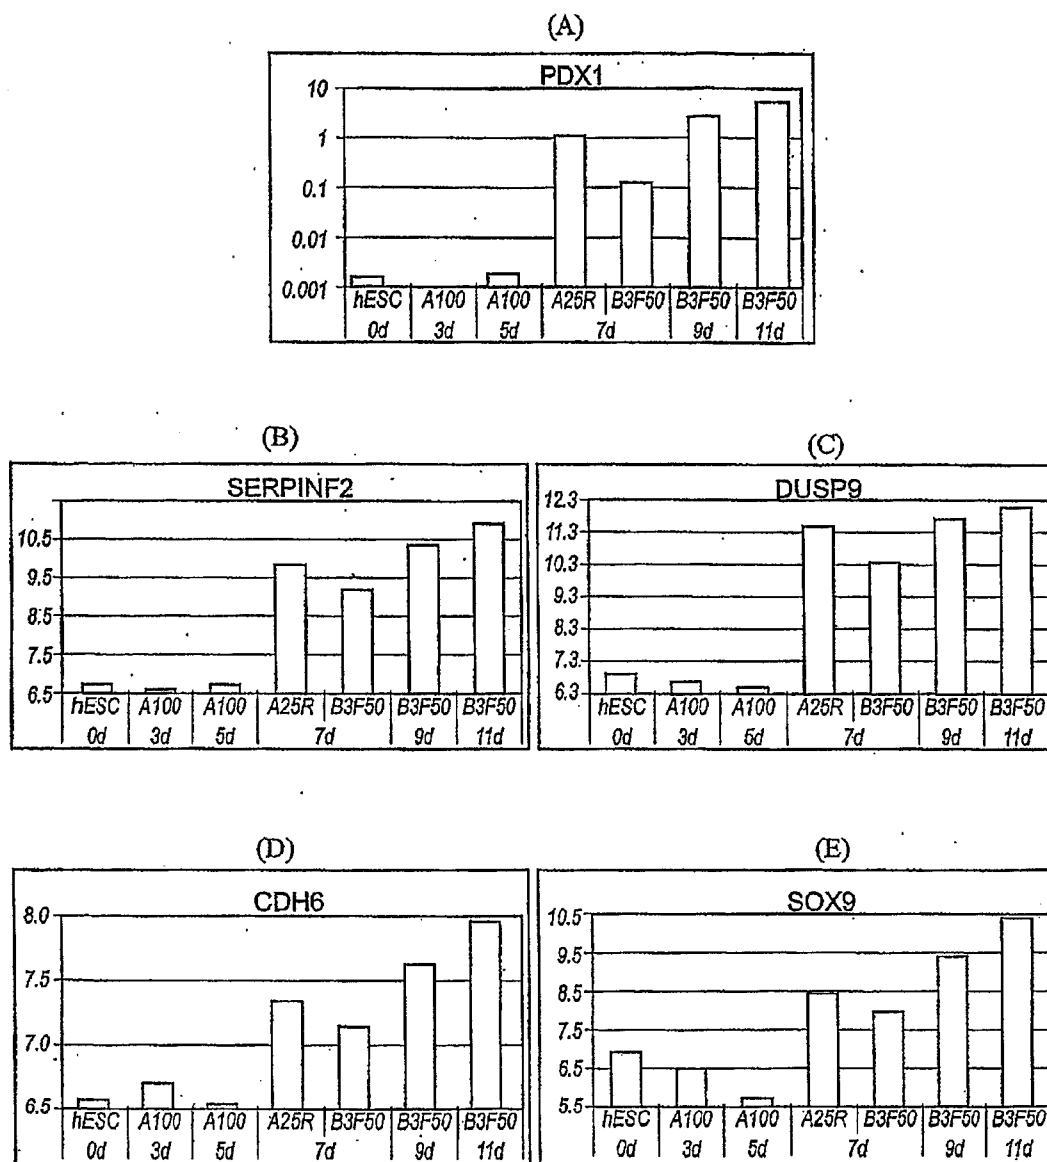 (A)
PDX1
10
1
0.1
0.01
0.001
hESC A100 A100 A25R B3F50 B3F50 B3F50
0d 3d 5d 7d 9d 11d
(B)
SERPINF2
10.5
9.5
8.5
7.5
6.5
hESC A100 A100 A25R B3F50 B3F50 B3F50
0d 3d 5d 7d 9d 11d
(C)
DUSP9
12.3
11.3
10.3
9.3
8.3
7.3
6.3
hESC A100 A100 A25R B3F50 B3F50 B3F50
0d 3d 5d 7d 9d 11d
(D)
CDH6
8.0
7.5
7.0
6.5
hESC A100 A100 A25R B3F50 B3F50 B3F50
0d 3d 5d 7d 9d 11d
(E)
SOX9
10.5
9.5
8.5
7.5
6.5
5.5
hESC A100 A100 A25R B3F50 B3F50 B3F50
0d 3d 5d 7d 9d 11d